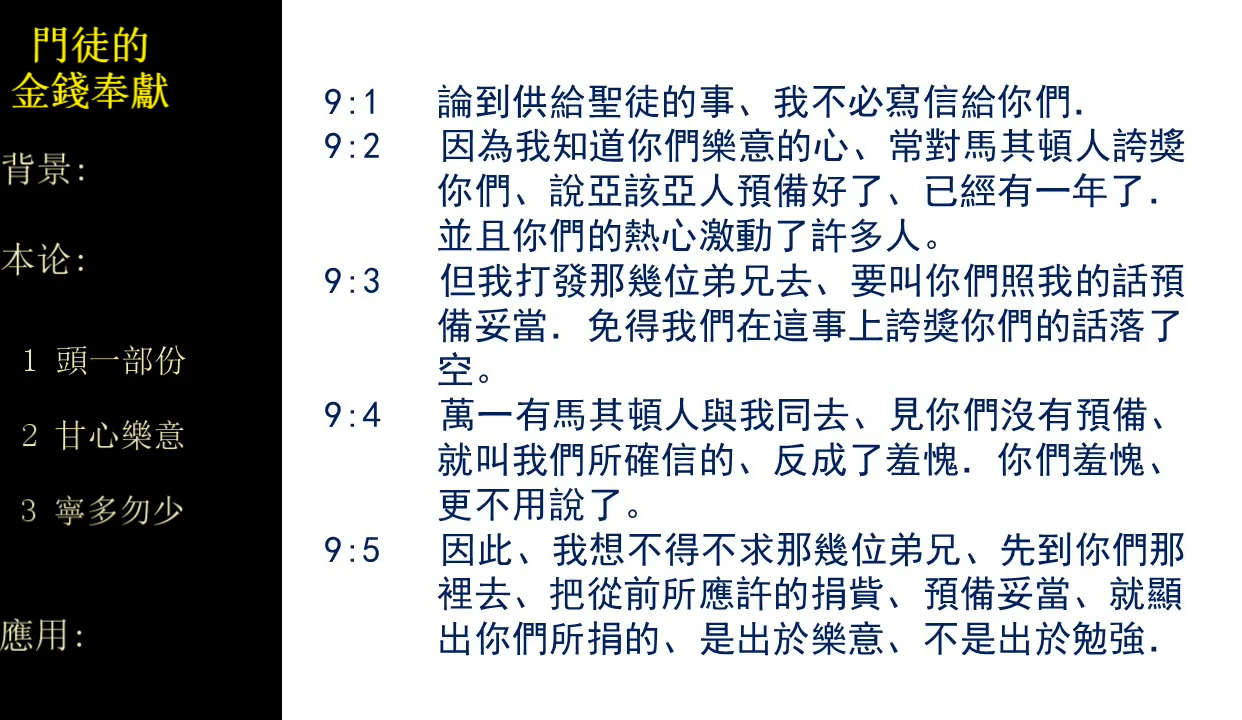 門徒的
金錢奉獻
背景:
本论:
1 頭一部份
2 甘心樂意
3 寧多勿少
應用:
9:1 論到供給聖徒的事、我不必寫信給你們．
9:2 因為我知道你們樂意的心、常對馬其頓人誇獎
你們、說亞該亞人預備好了、已經有一年了．
並且你們的熱心激動了許多人。
9:3 但我打發那幾位弟兄去、要叫你們照我的話預
備妥當．免得我們在這事上誇獎你們的話落了
空。
9:4 萬一有馬其頓人與我同去、見你們沒有預備、
就叫我們所確信的、反成了羞愧．你們羞愧、
更不用說了。
9:5 因此、我想不得不求那幾位弟兄、先到你們那
裡去、把從前所應許的捐貲、預備妥當、就顯
出你們所捐的、是出於樂意、不是出於勉強．